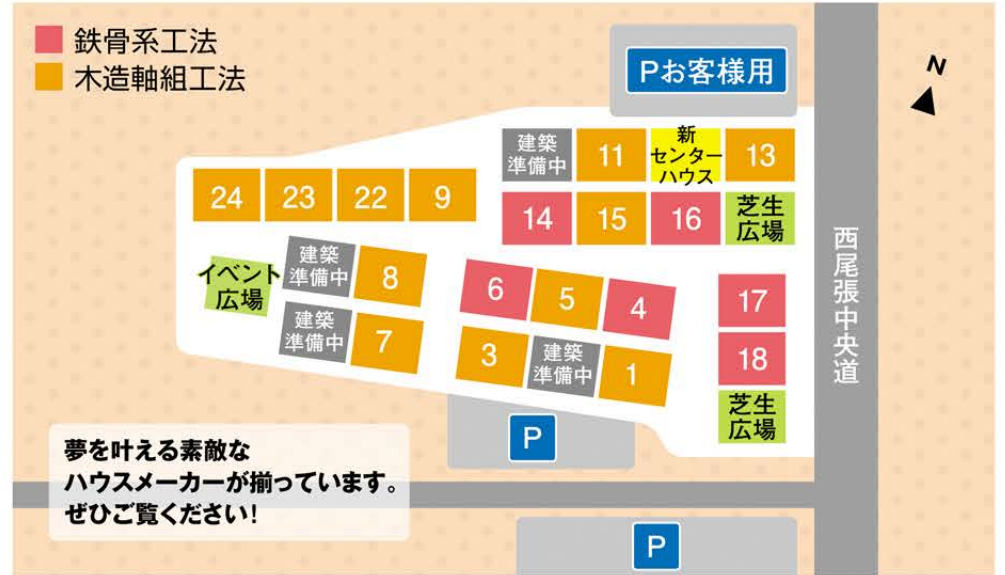 鉄骨系工法
木造軸組工法
Pお客様用
N
建築
準備中
11
新
センター
ハウス
13
24
23
22
9
14
15
16
芝生
広場
イベント
広場
建築
準備中
8
建築
準備中
7
6
5
4
3
建築
準備中
1
17
18
芝生
広場
西尾張中央道
P
夢を叶える素敵な
ハウスメーカーが揃っています。
ぜひご覧ください!
P